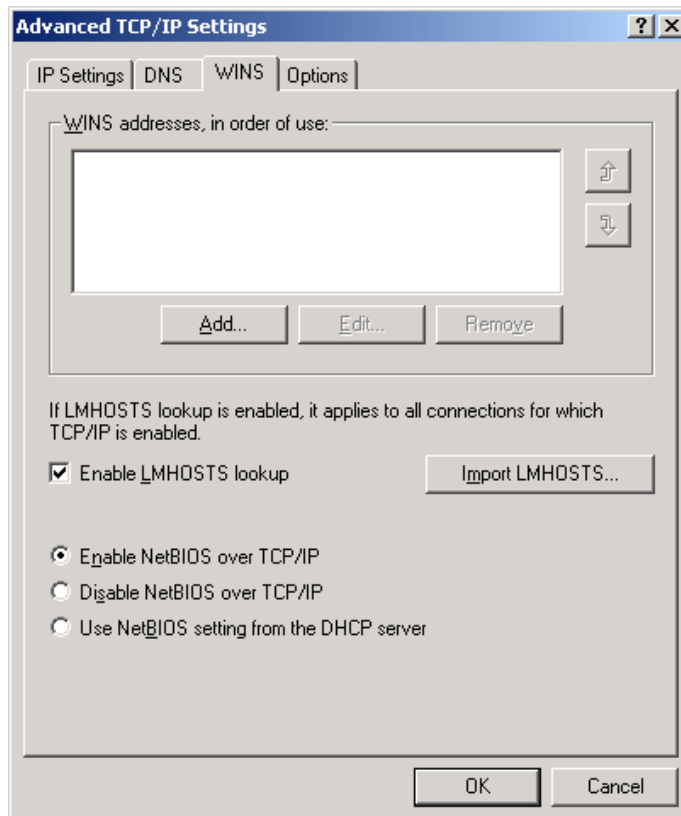 Advanced TCP/IP Settings
IP Settings DNS WINS Options
WINS addresses, in order of use:
Add... Edit... Remove
If LMHOSTS lookup is enabled, it applies to all connections for which
TCP/IP is enabled.
Enable LMHOSTS lookup Import LMHOSTS...
Enable NetBIOS over TCP/IP
Disable NetBIOS over TCP/IP
Use NetBIOS setting from the DHCP server
OK Cancel